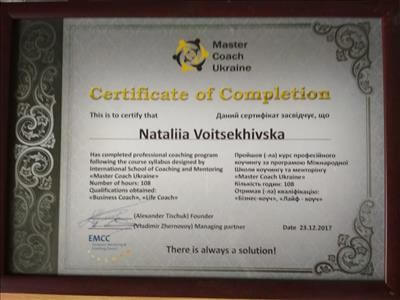 Master
Coach
Ukraine
Certificate of Completion
This is to certify that
Даний сертифікат засвідчує, що
Nataliia Voitsekhivska
Has completed professional coaching program
following the course syllabus designed by
International School of Coaching and Mentoring
«Master Coach Ukraine»
Number of hours: 108
Qualifications obtained:
«Business Coach», «Life Coach»
Пройшов (-ла) курс професійного
коучингу за програмою Міжнародної
Школи коучингу та менторінгу
«Master Coach Ukraine»
Кількість годин: 108
Отримав (-ла) кваліфікацію:
«Бізнес-коуч», «Лайф - коуч»
(Alexander Tischuk) Founder
(Vladimir Zhernovoy) Managing partner
Date 23.12.2017
EMCC
There is always a solution!